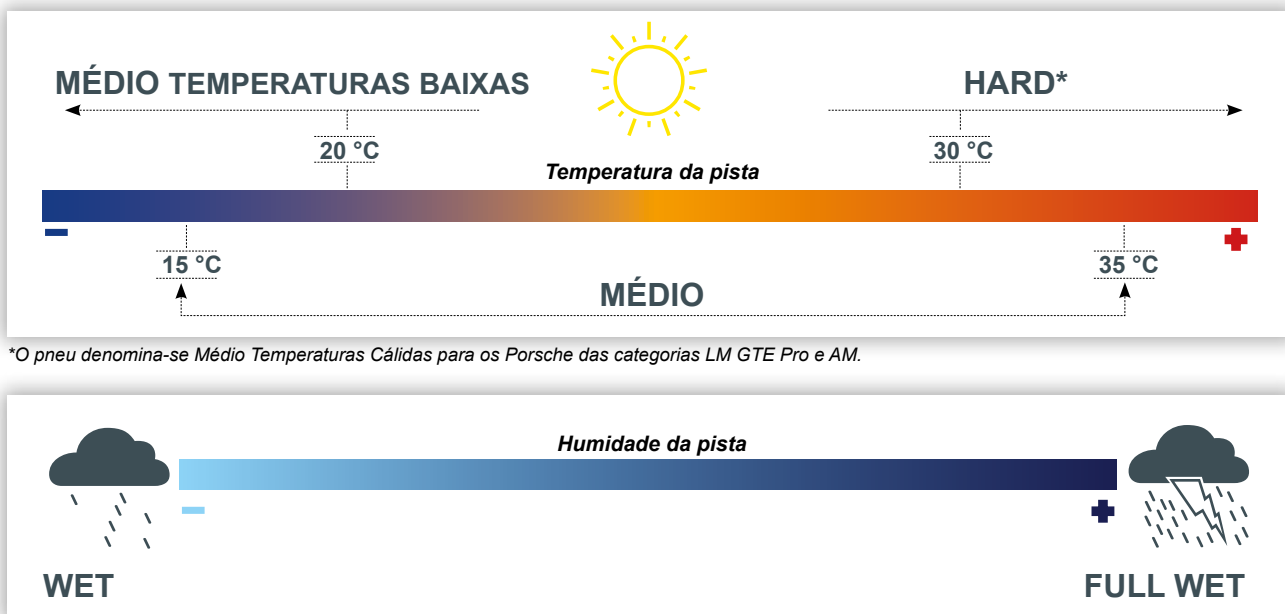 MÉDIO TEMPERATURAS BAIXAS
HARD*
20 °C
30 °C
Temperatura da pista
15 °C
35 °C
MÉDIO
*O pneu denomina-se Médio Temperaturas Cálidas para os Porsche das categorias LM GTE Pro e AM.
Humidade da pista
WET
FULL WET